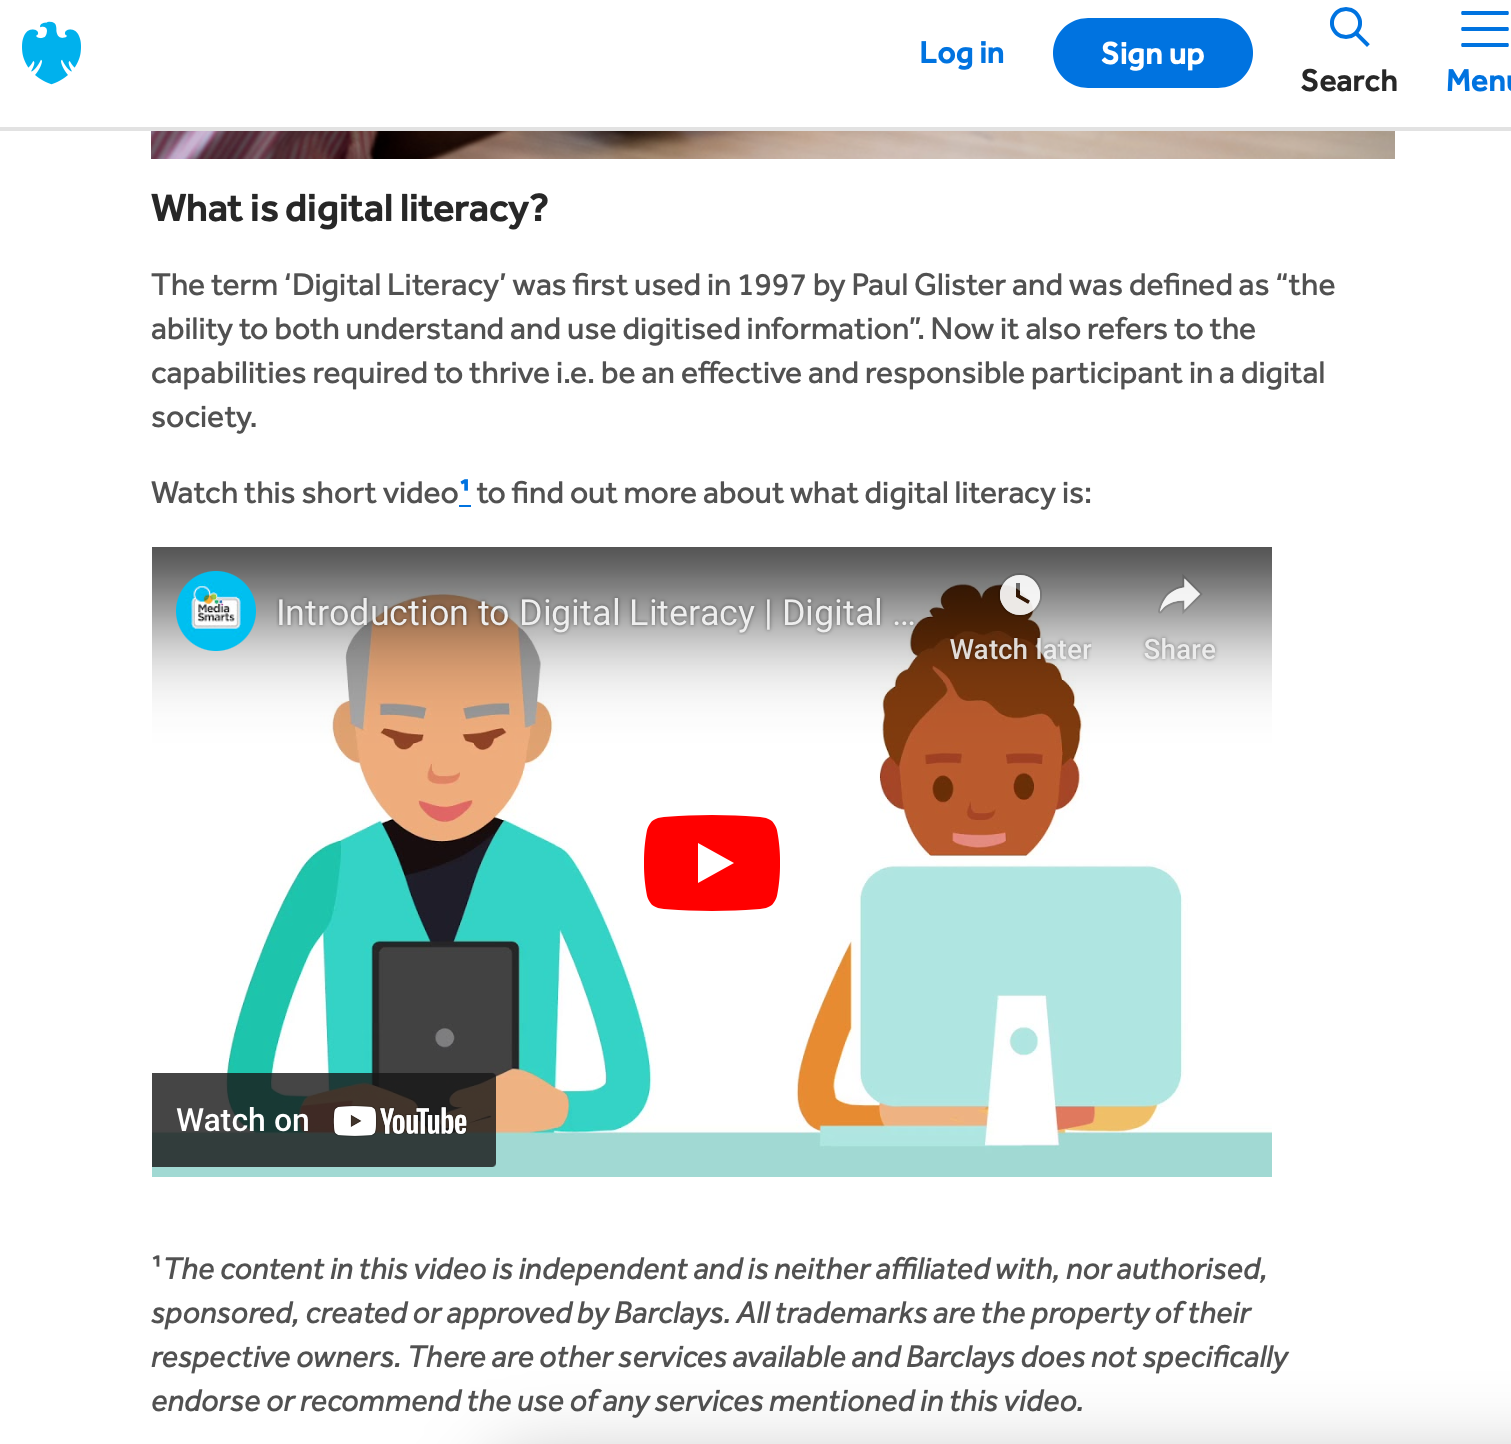 Log in
Sign up
Search
Menu
What is digital literacy?
The term ‘Digital Literacy’ was first used in 1997 by Paul Glister and was defined as “the
ability to both understand and use digitised information”. Now it also refers to the
capabilities required to thrive i.e. be an effective and responsible participant in a digital
society.
Watch this short video¹ to find out more about what digital literacy is:
Media
Smarts
Introduction to Digital Literacy | Digital ...
Watch later
Share
Watch on YouTube
¹The content in this video is independent and is neither affiliated with, nor authorised,
sponsored, created or approved by Barclays. All trademarks are the property of their
respective owners. There are other services available and Barclays does not specifically
endorse or recommend the use of any services mentioned in this video.